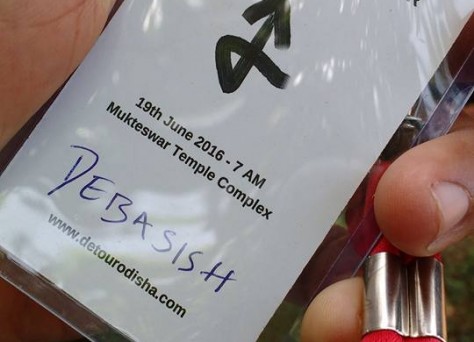 19th June 2016 - 7 AM
Mukteswar Temple Complex
DEBASISH
www.detourodisha.com